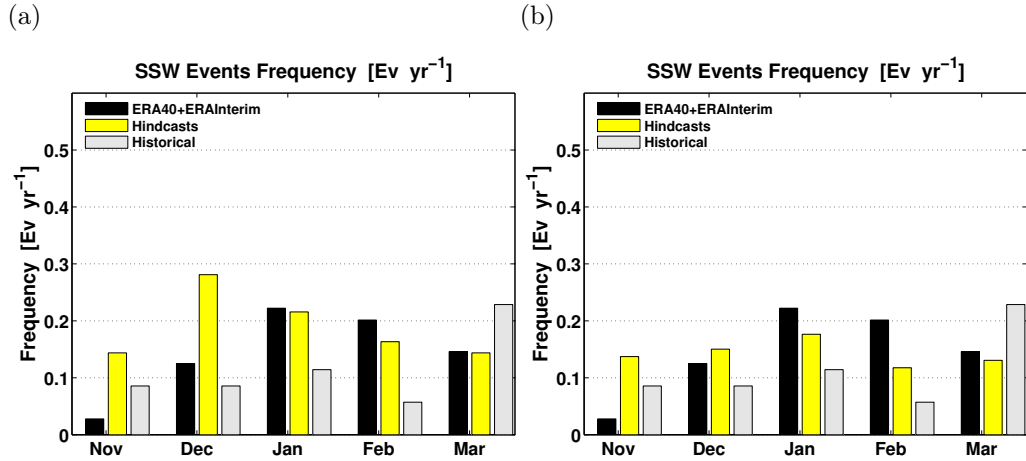 (a)
SSW Events Frequency [Ev yr⁻¹]
ERA40+ERAInterim
Hindcasts
Historical
Frequency [Ev yr⁻¹]
0.5
0.4
0.3
0.2
0.1
0
Nov Dec Jan Feb Mar
(b)
SSW Events Frequency [Ev yr⁻¹]
ERA40+ERAInterim
Hindcasts
Historical
Frequency [Ev yr⁻¹]
0.5
0.4
0.3
0.2
0.1
0
Nov Dec Jan Feb Mar